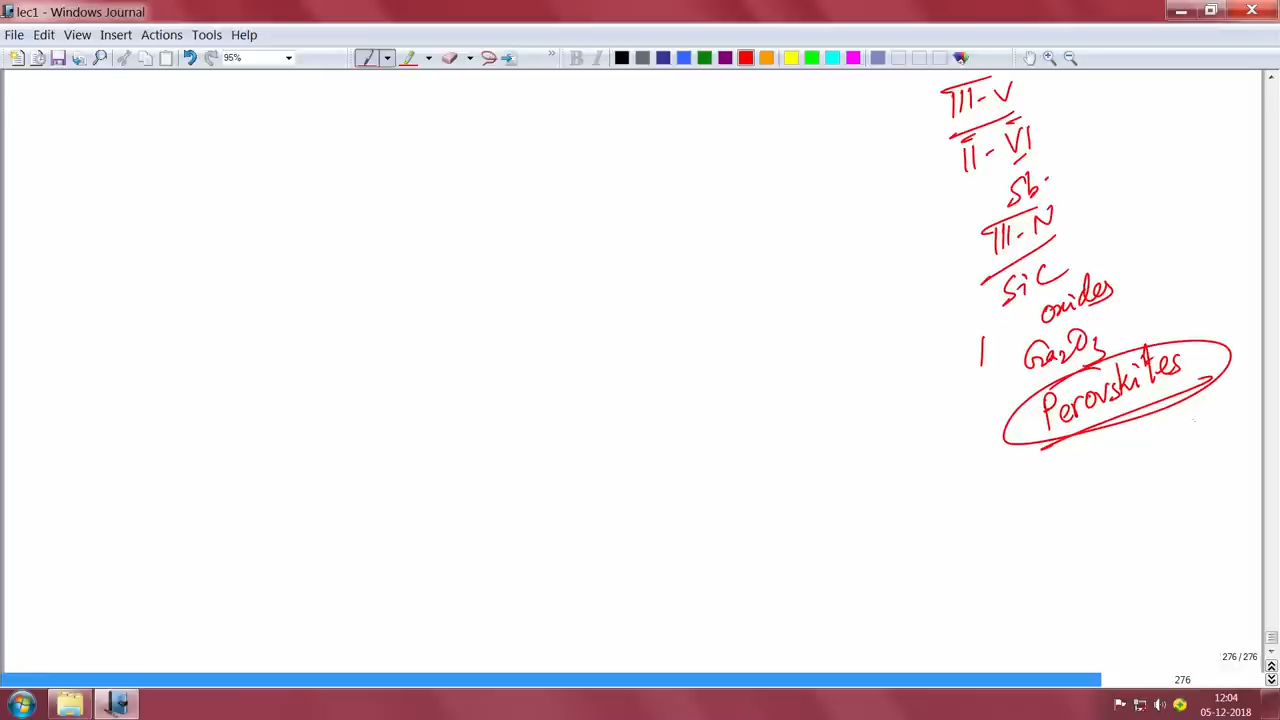 lec1 - Windows Journal
File Edit View Insert Actions Tools Help
95%
III-V
II-VI
Sb
III-N
SiC
oxides
Ga2O3
Perovskites
276 / 276
276
12:04
05-12-2018